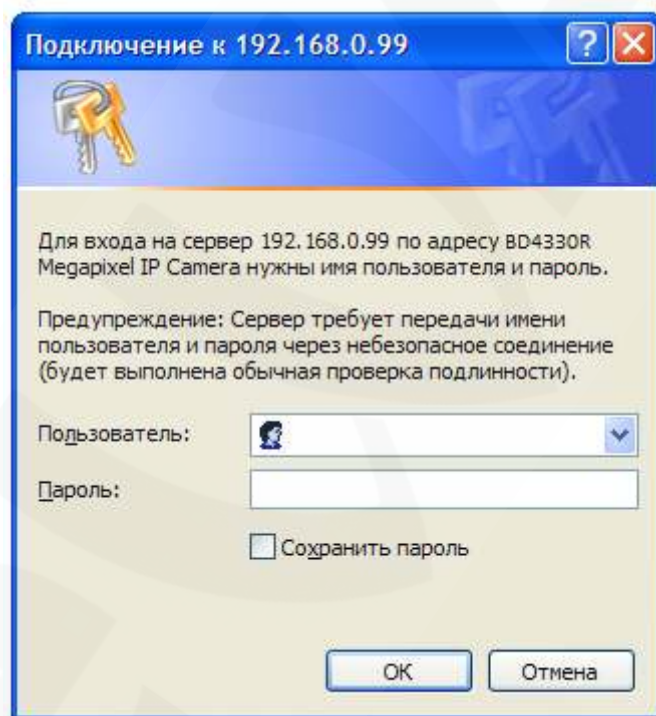 Подключение к 192.168.0.99
Для входа на сервер 192.168.0.99 по адресу BD4330R
Megapixel IP Camera нужны имя пользователя и пароль.
Предупреждение: Сервер требует передачи имени
пользователя и пароля через небезопасное соединение
(будет выполнена обычная проверка подлинности).
Пользователь:
Пароль:
Сохранить пароль
ОК
Отмена